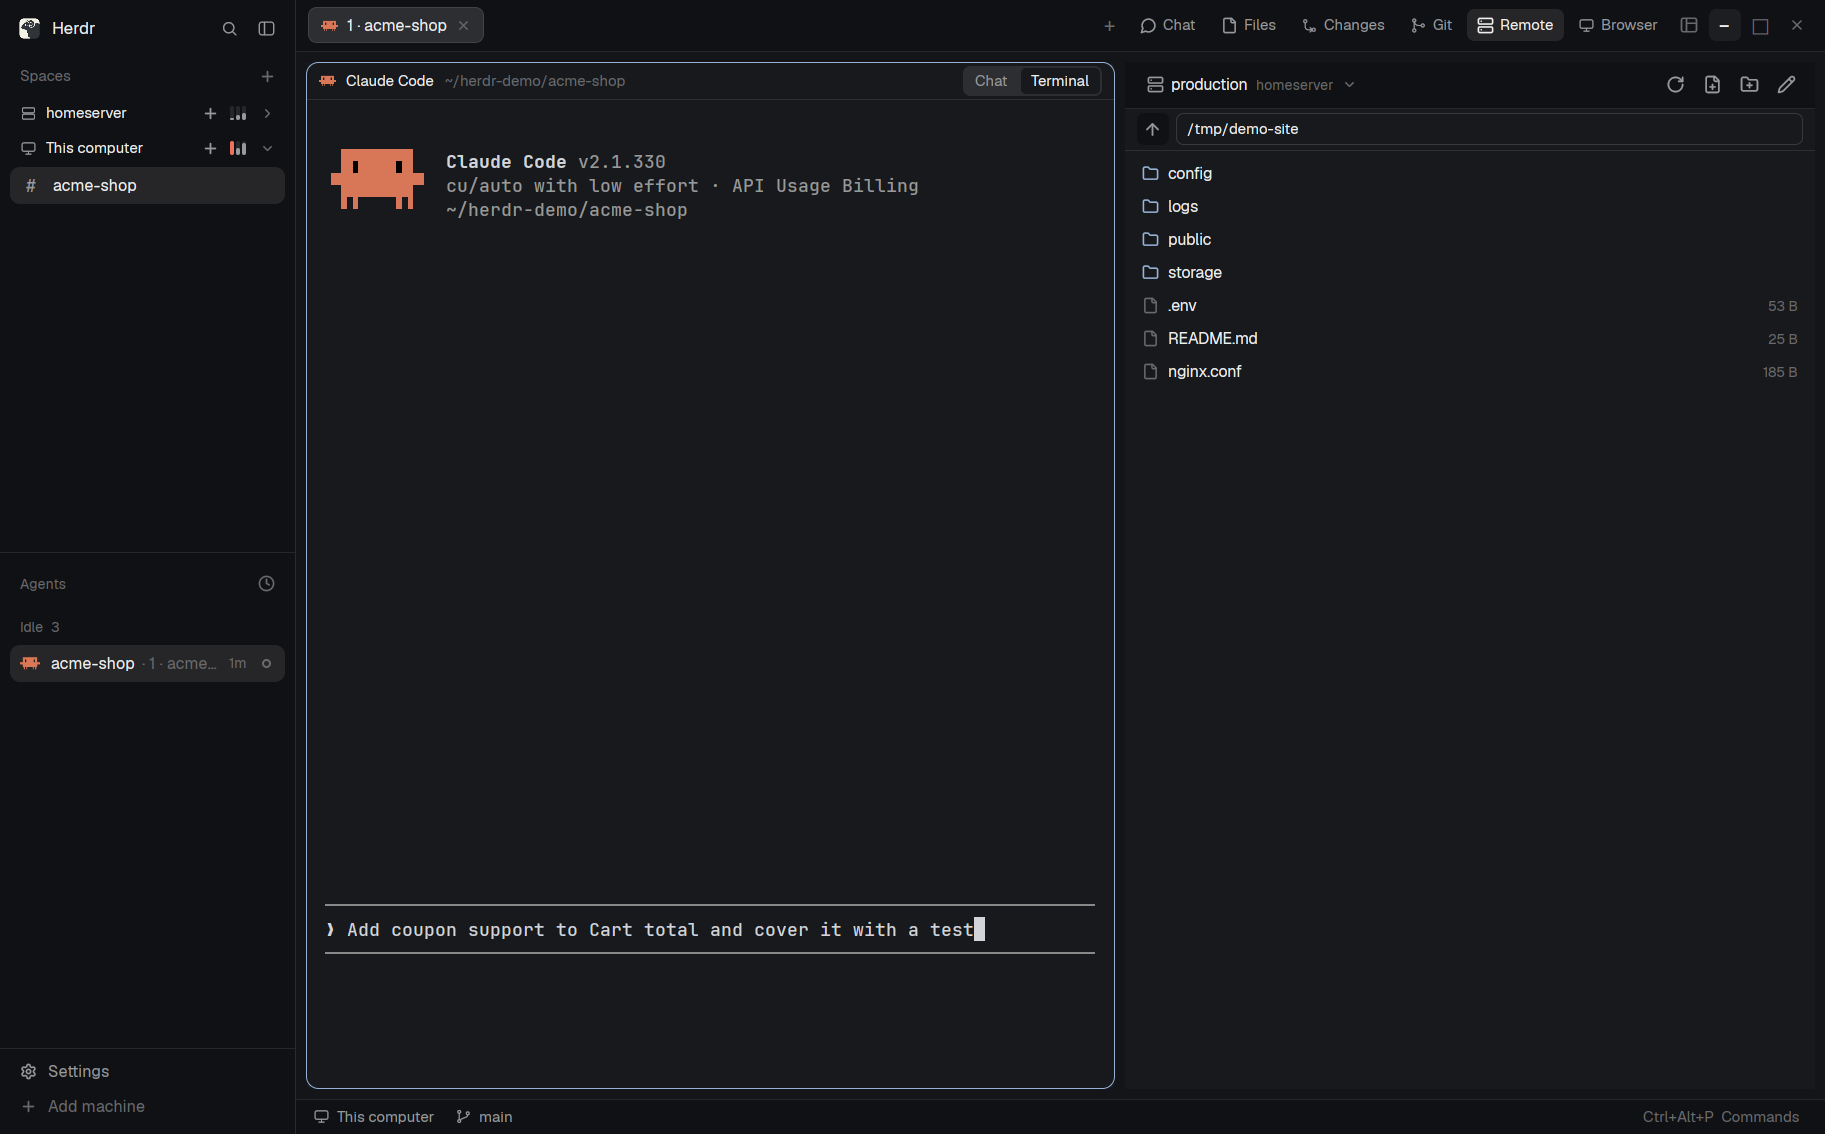 Herdr
Spaces
homeserver
This computer
# acme-shop
Agents
Idle 3
acme-shop · 1 · acme... 1m
Settings
Add machine
1 · acme-shop
Chat
Files
Changes
Git
Remote
Browser
Claude Code ~/herdr-demo/acme-shop
Chat
Terminal
Claude Code v2.1.330
cu/auto with low effort · API Usage Billing
~/herdr-demo/acme-shop
❯ Add coupon support to Cart total and cover it with a test
production homeserver
/tmp/demo-site
config
logs
public
storage
.env 53 B
README.md 25 B
nginx.conf 185 B
This computer
main
Ctrl+Alt+P Commands